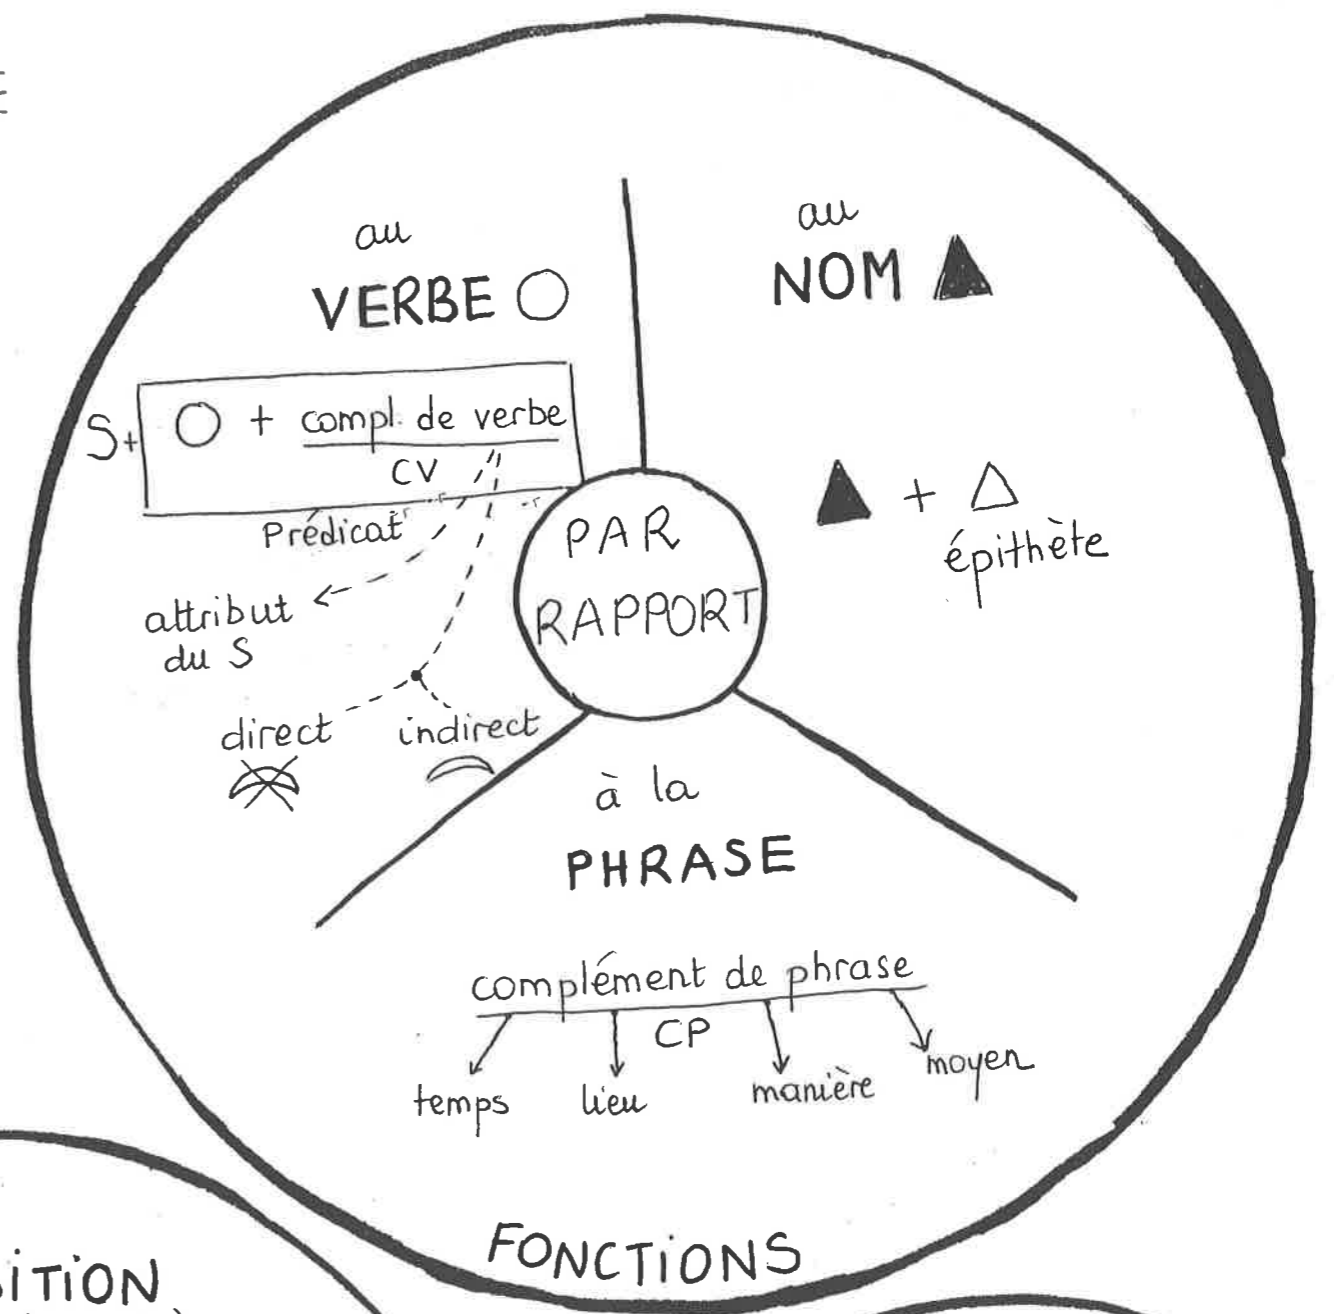 au
VERBE
S+
+ compl. de verbe
CV
Prédicat
attribut
du S
direct
indirect
au
NOM
+
épithète
PAR
RAPPORT
à la
PHRASE
complément de phrase
CP
temps
lieu
manière
moyen
FONCTIONS